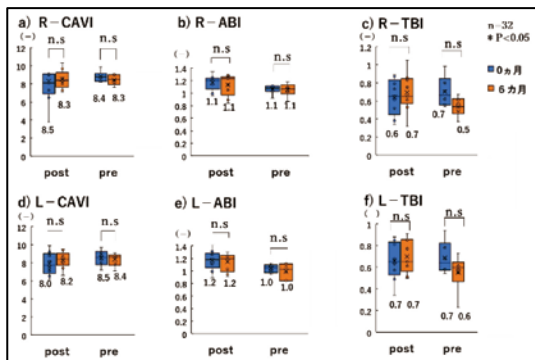 a) R-CAVI
b) R-ABI
c) R-TBI
(-)
(-)
(-)
n=32
* P<0.05
n.s
n.s
n.s
n.s
n.s
n.s
12
10
8
6
4
2
0
8.5
8.3
8.4
8.3
1.4
1.2
1
0.8
0.6
0.4
0.2
0
1.1
1.1
1.1
1.1
1
0.8
0.6
0.4
0.2
0
0.6
0.7
0.7
0.5
0ヵ月
6カ月
post
pre
post
pre
post
pre
d) L-CAVI
e) L-ABI
f) L-TBI
(-)
(-)
n.s
n.s
n.s
n.s
n.s
n.s
12
10
8
6
4
2
0
8.0
8.2
8.5
8.4
1.4
1.2
1
0.8
0.6
0.4
0.2
0
1.2
1.2
1.0
1.0
1
0.8
0.6
0.4
0.2
0
0.7
0.7
0.7
0.6
post
pre
post
pre
post
pre